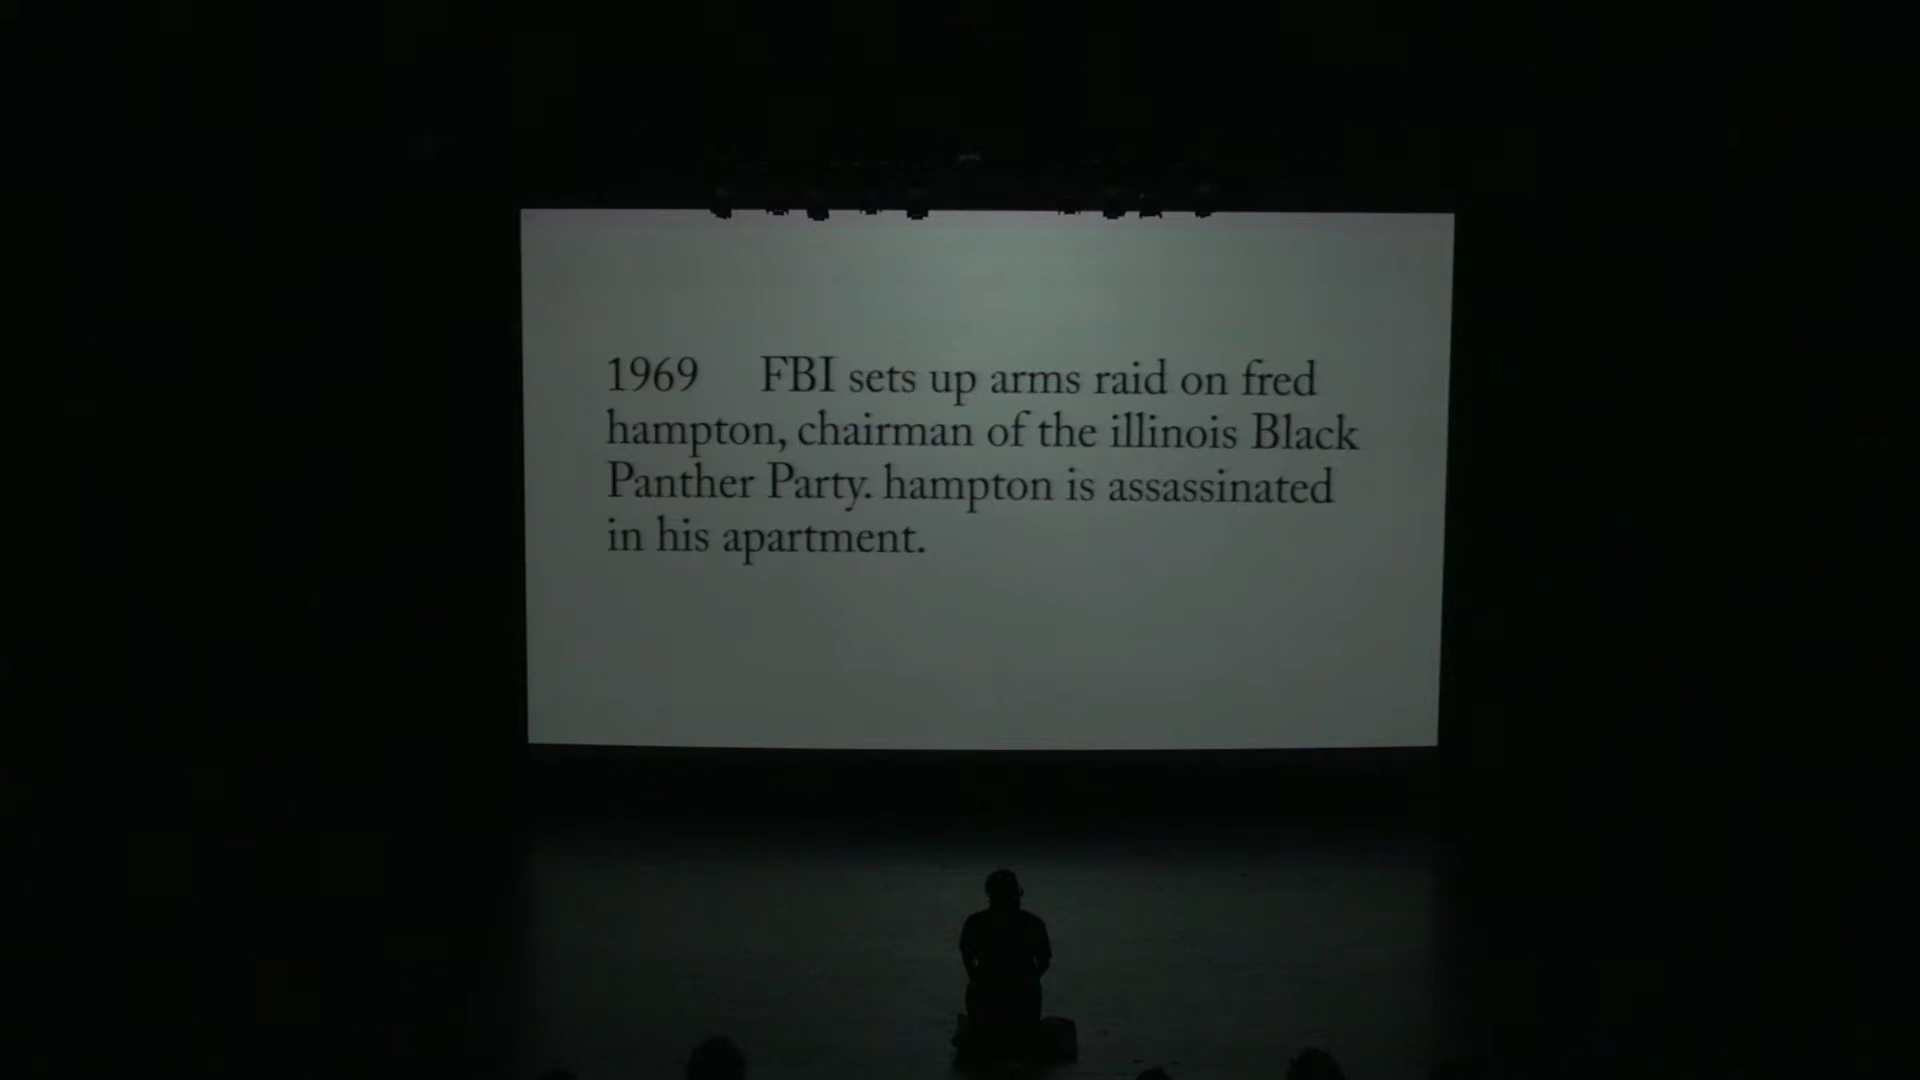 1969 FBI sets up arms raid on fred
hampton, chairman of the illinois Black
Panther Party. hampton is assassinated
in his apartment.